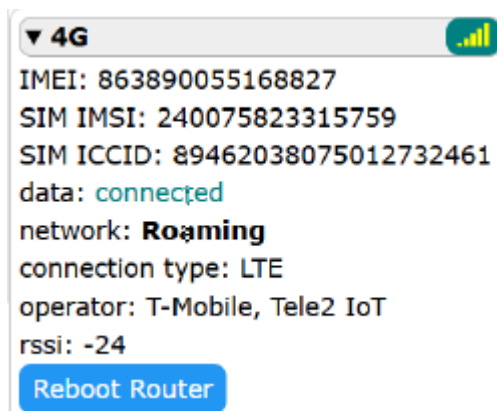 ▼ 4G
IMEI: 863890055168827
SIM IMSI: 240075823315759
SIM ICCID: 89462038075012732461
data: connected
network: Roaming
connection type: LTE
operator: T-Mobile, Tele2 IoT
rssi: -24
Reboot Router